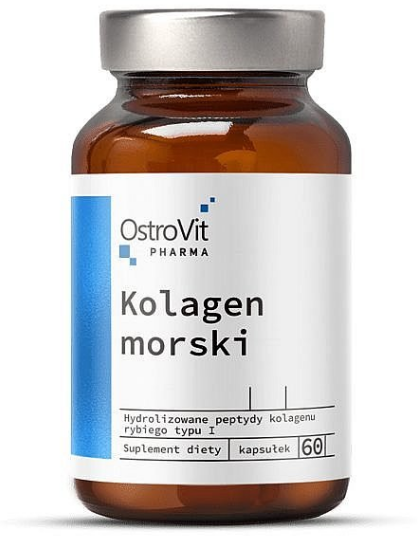 OstroVit
PHARMA
Kolagen
morski
Hydrolizowane peptydy kolagenu
rybiego typu I
Suplement diety kapsułek 60